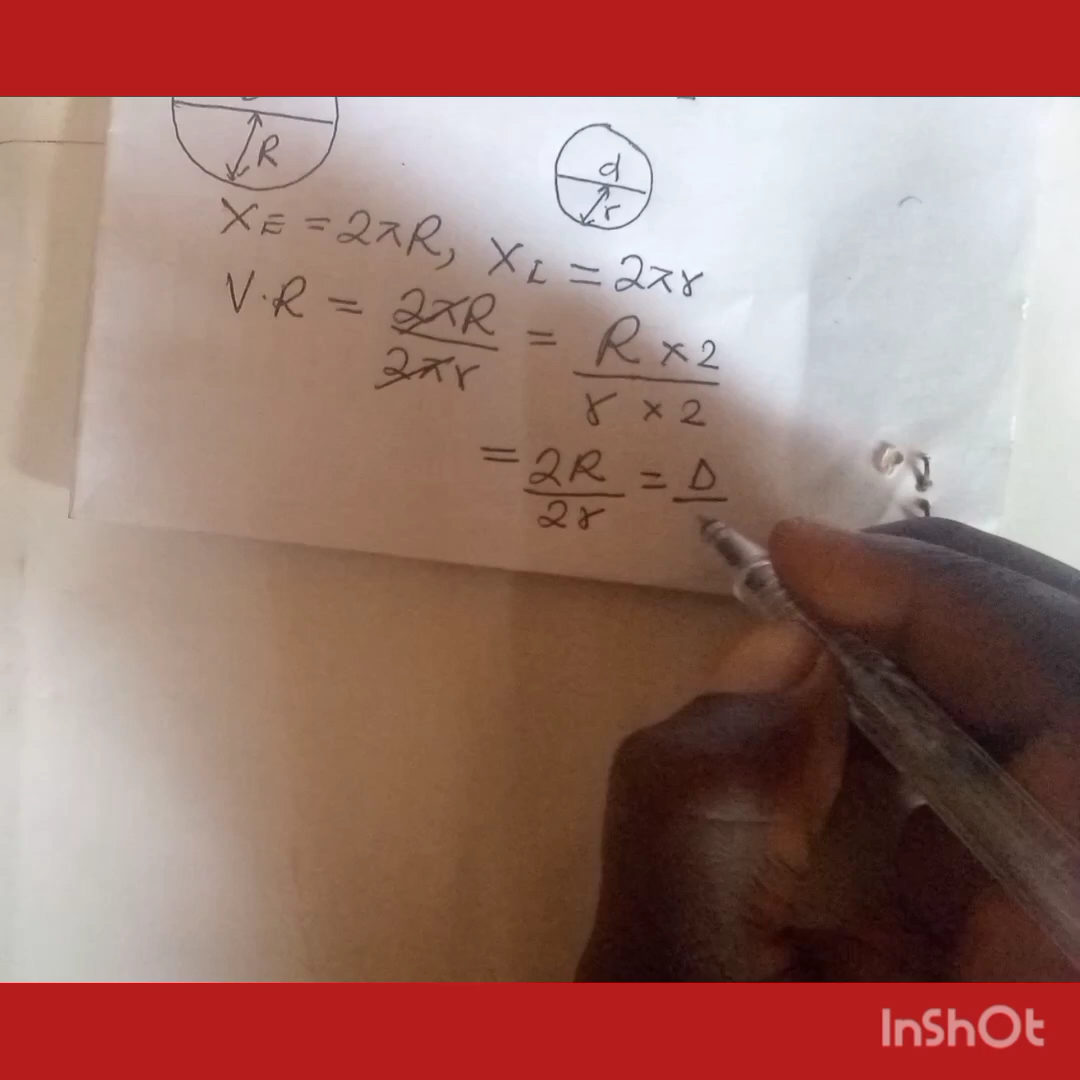 R
d
r
XE = 2πR, XL = 2πr
V.R = 2πR/2πr = R × 2/r × 2
= 2R/2r = D/
InShOt